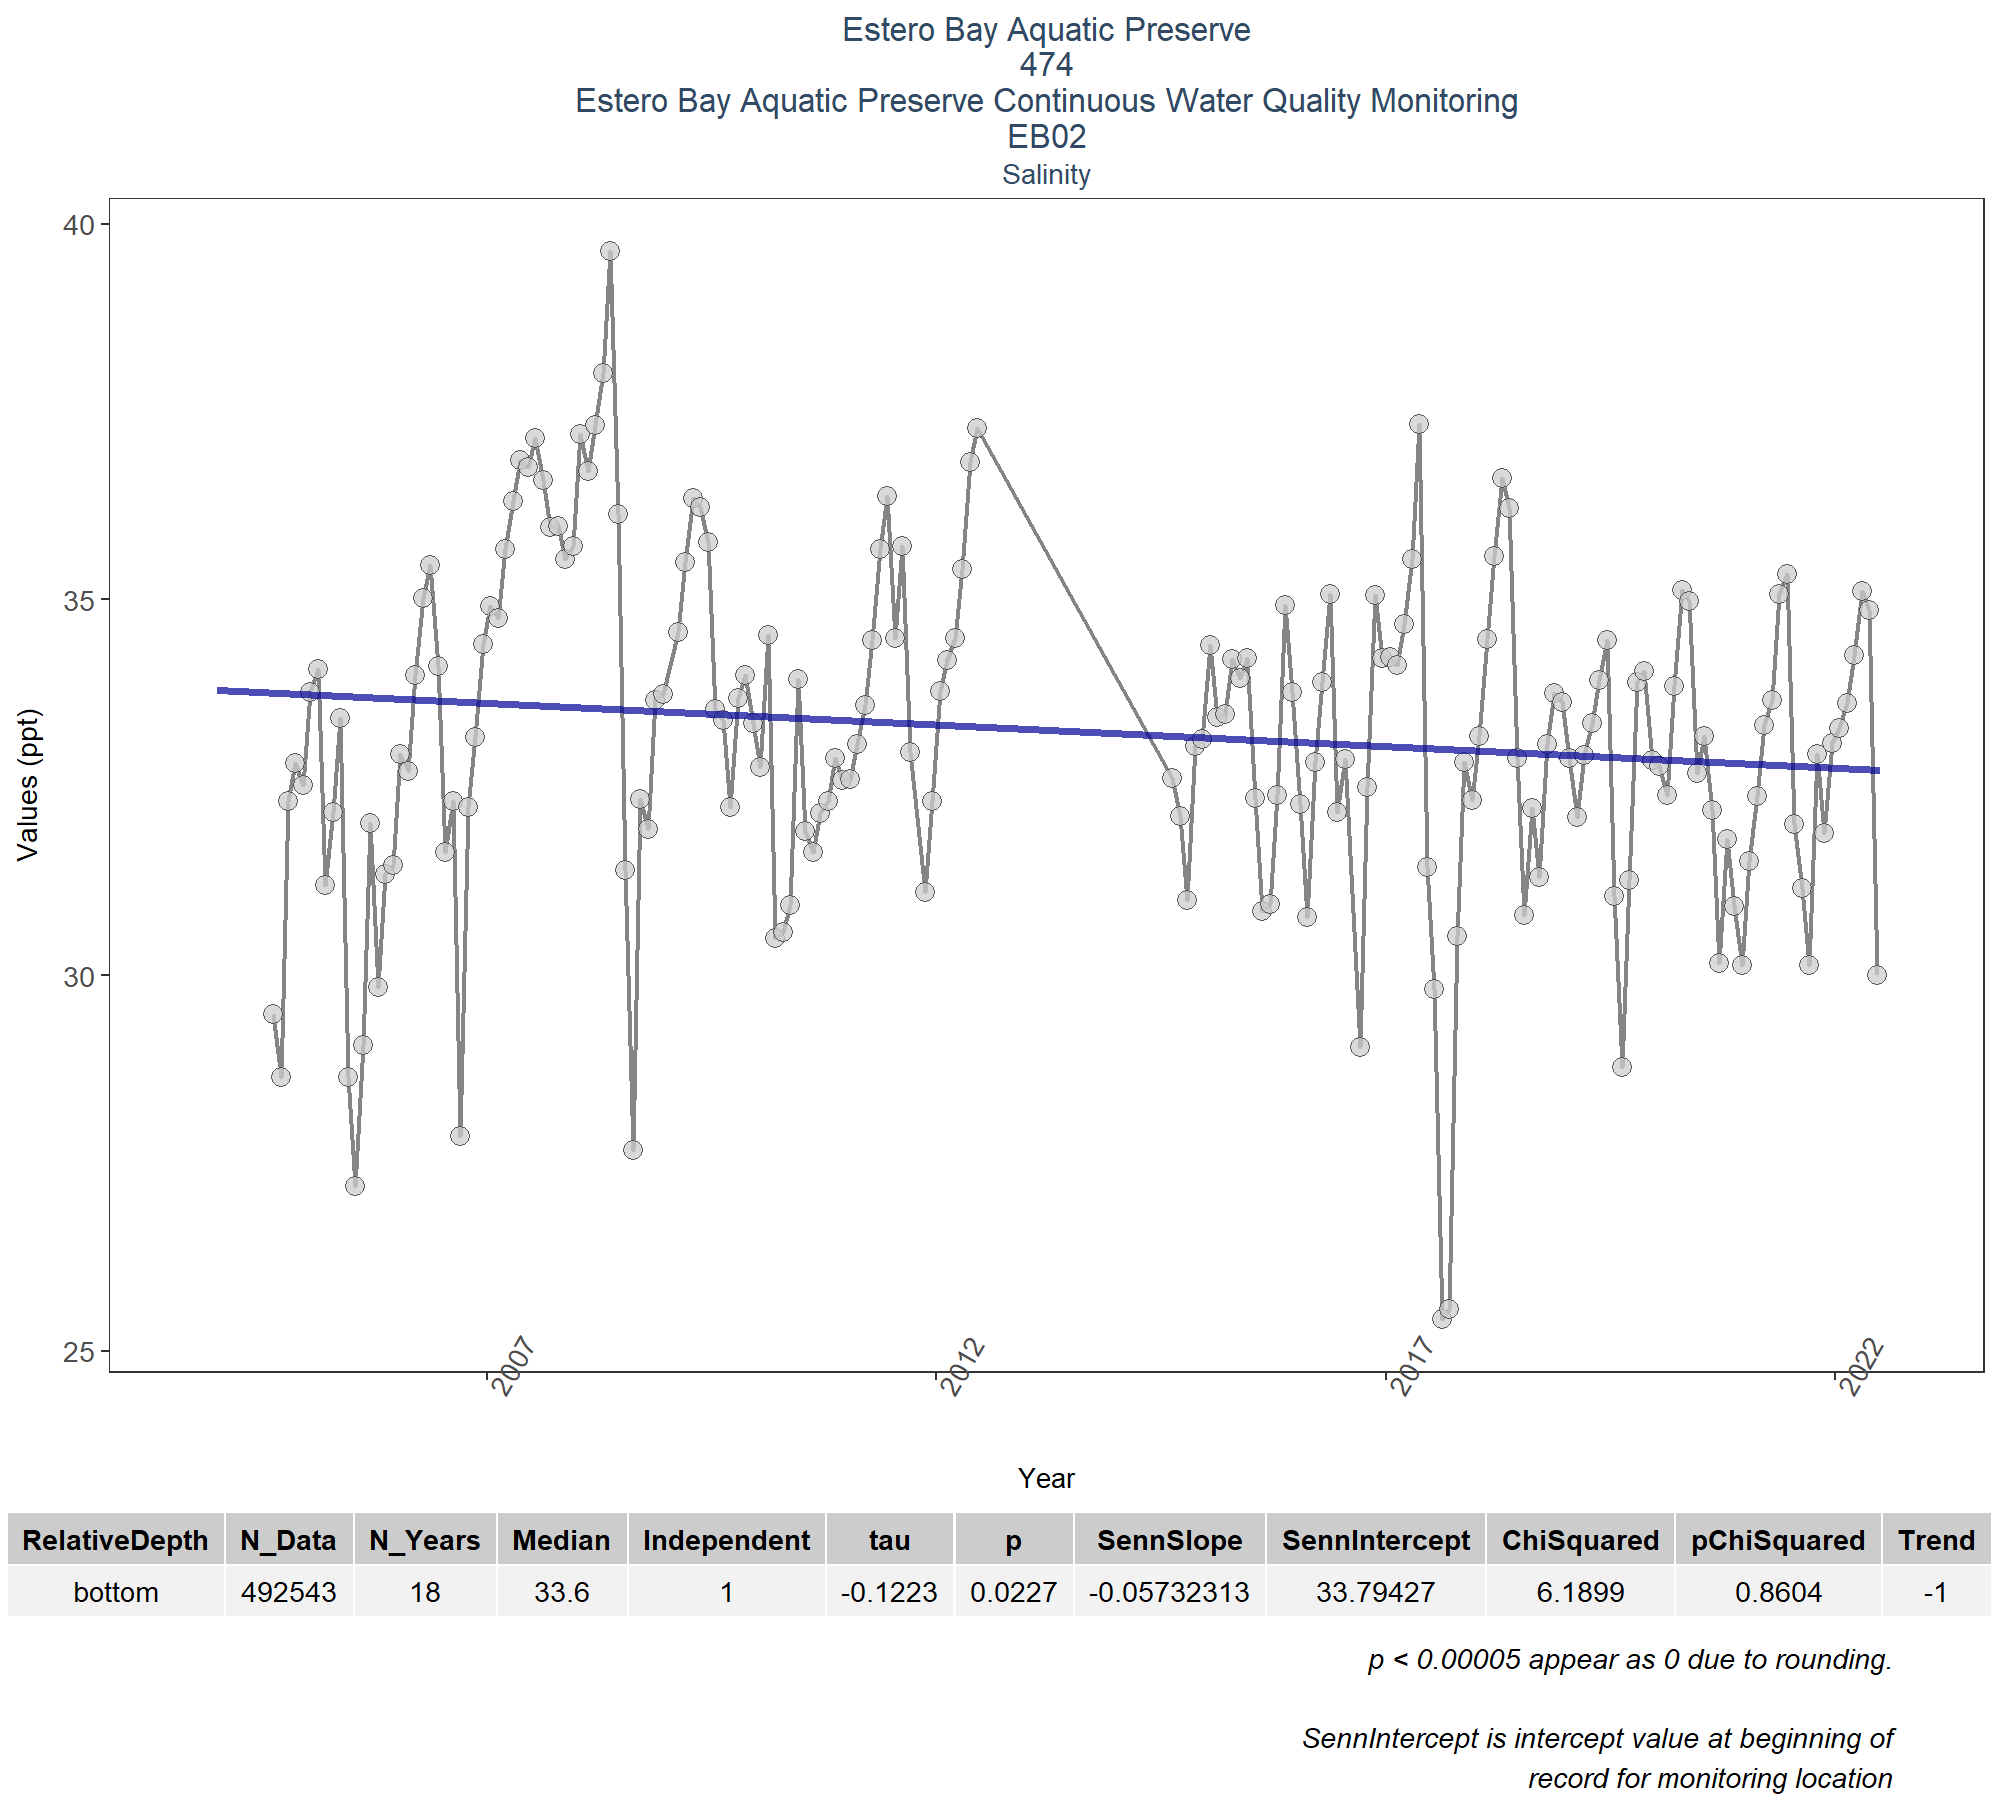 Estero Bay Aquatic Preserve
474
Estero Bay Aquatic Preserve Continuous Water Quality Monitoring
EB02
Salinity
40
35
30
25
Values (ppt)
2007 2012 2017 2022
Year
RelativeDepth N_Data N_Years Median Independent tau p SennSlope SennIntercept ChiSquared pChiSquared Trend
bottom 492543 18 33.6 1 -0.1223 0.0227 -0.05732313 33.79427 6.1899 0.8604 -1
p < 0.00005 appear as 0 due to rounding.
SennIntercept is intercept value at beginning of
record for monitoring location